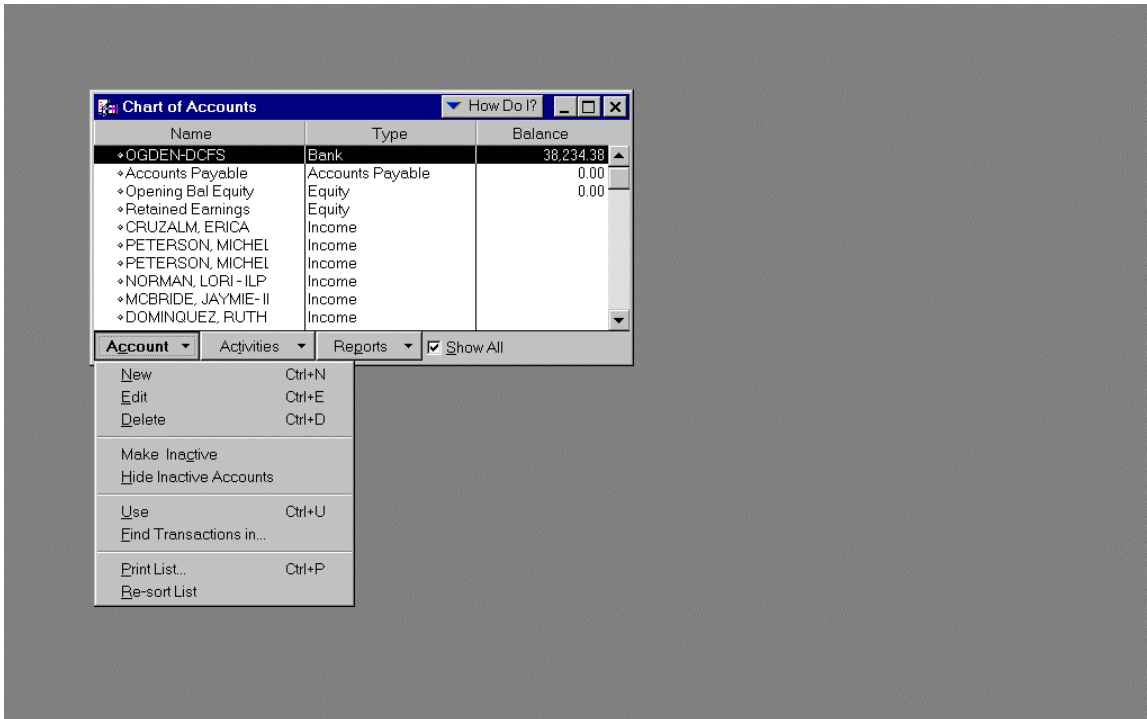 Chart of Accounts How Do I?
Name Type Balance
OGDEN-DCFS Bank 38,234.38
Accounts Payable Accounts Payable 0.00
Opening Bal Equity Equity 0.00
Retained Earnings Equity
CRUZALM, ERICA Income
PETERSON, MICHEL Income
PETERSON, MICHEL Income
NORMAN, LORI - ILP Income
MCBRIDE, JAYMIE- II Income
DOMINQUEZ, RUTH Income
Account Activities Reports Show All
New Ctrl+N
Edit Ctrl+E
Delete Ctrl+D
Make Inactive
Hide Inactive Accounts
Use Ctrl+U
Find Transactions in...
Print List... Ctrl+P
Re-sort List